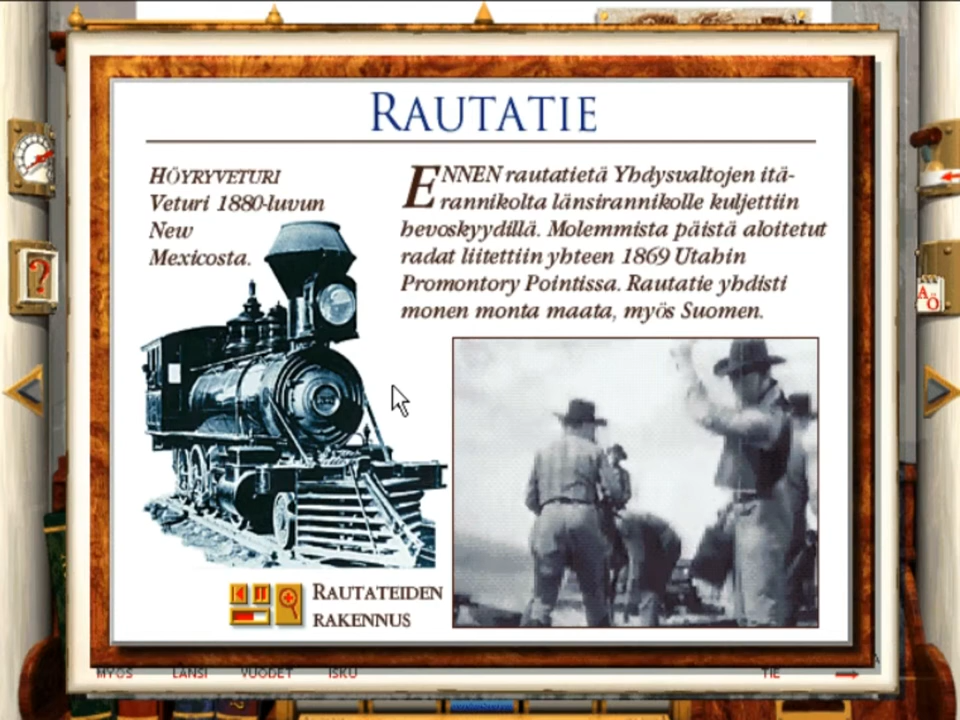 RAUTATIE
HÖYRYVETURI
Veturi 1880-luvun
New
Mexicosta.
ENNEN rautatietä Yhdysvaltojen itä-
rannikolta länsirannikolle kuljettiin
hevoskyydillä. Molemmista päistä aloitetut
radat liitettiin yhteen 1869 Utahin
Promontory Pointissa. Rautatie yhdisti
monen monta maata, myös Suomen.
RAUTATEIDEN
RAKENNUS
?
A
Ö
MYÖS LÄNSI VUODET ISKU TIE